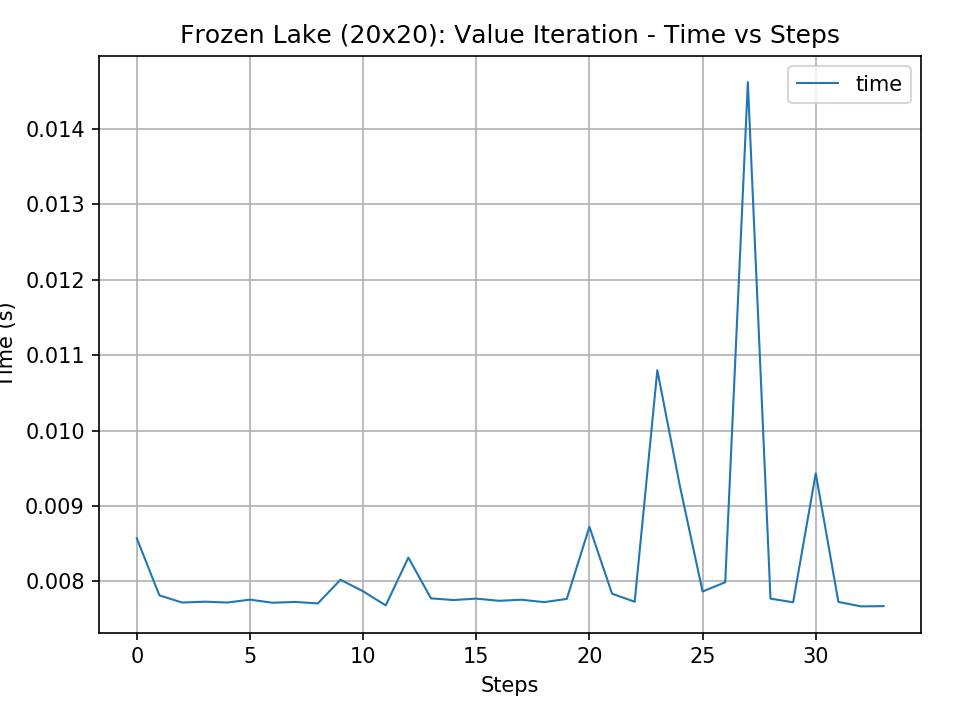 Frozen Lake (20x20): Value Iteration - Time vs Steps
time
0.014
0.013
0.012
0.011
0.010
0.009
0.008
Time (s)
0 5 10 15 20 25 30
Steps